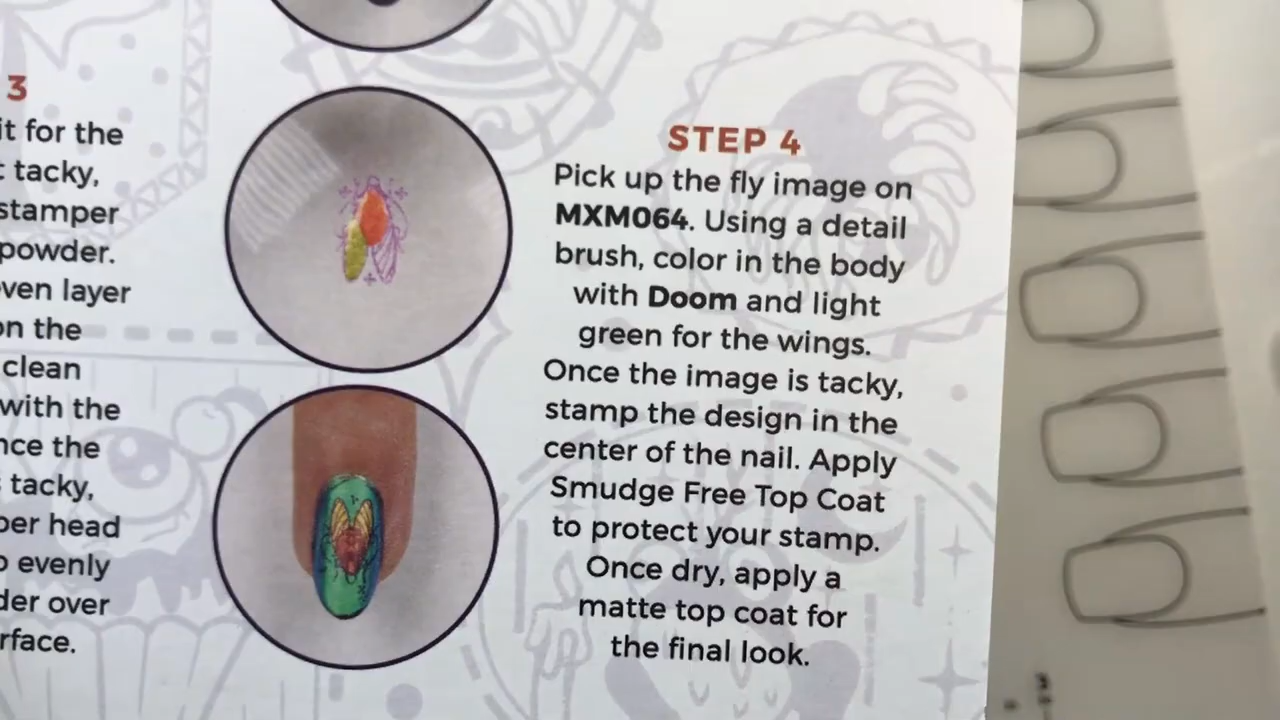 3
it for the
tacky,
stamper
powder.
ven layer
on the
clean
with the
nce the
tacky,
per head
evenly
der over
rface.
STEP 4
Pick up the fly image on
MXM064. Using a detail
brush, color in the body
with Doom and light
green for the wings.
Once the image is tacky,
stamp the design in the
center of the nail. Apply
Smudge Free Top Coat
to protect your stamp.
Once dry, apply a
matte top coat for
the final look.